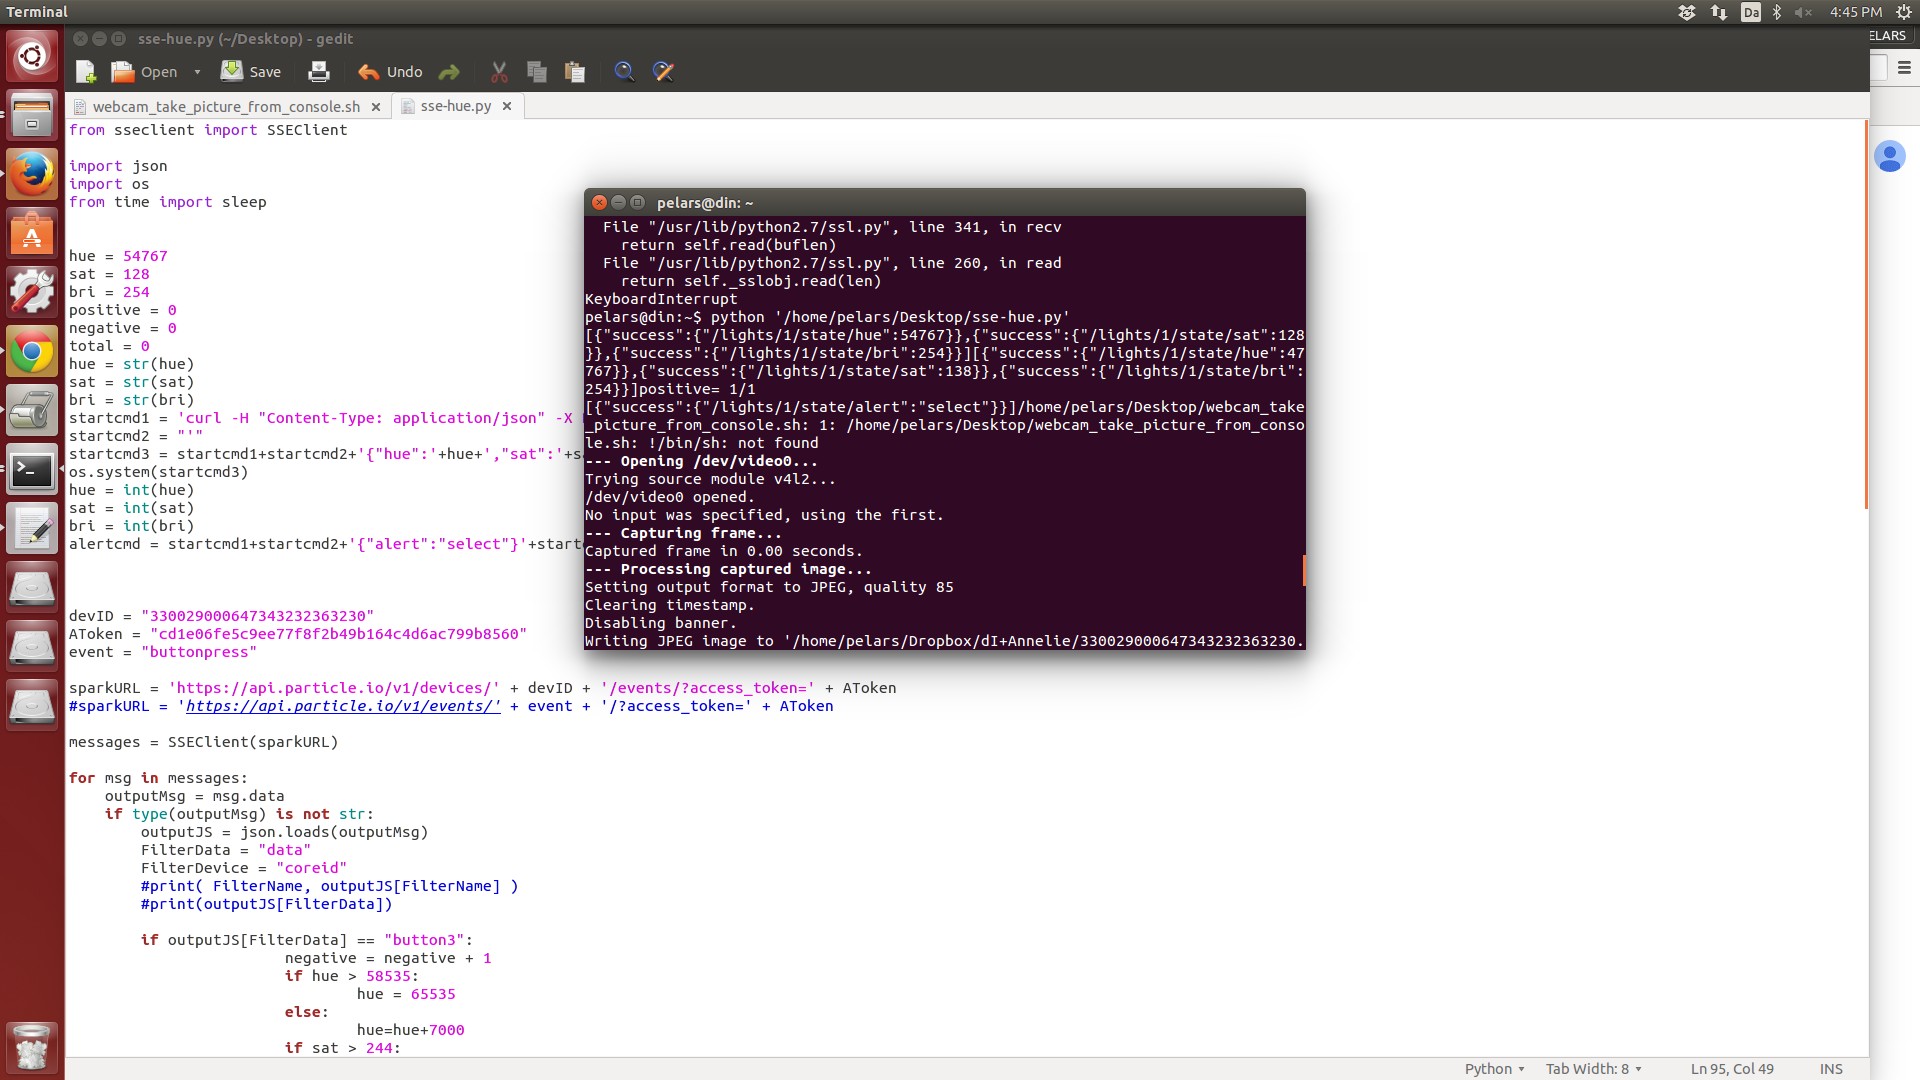 Terminal
Da
4:45 PM
sse-hue.py (~/Desktop) - gedit
ELARS
Open
Save
Undo
webcam_take_picture_from_console.sh
sse-hue.py
from sseclient import SSEClient
import json
import os
from time import sleep
hue = 54767
sat = 128
bri = 254
positive = 0
negative = 0
total = 0
hue = str(hue)
sat = str(sat)
bri = str(bri)
startcmd1 = 'curl -H "Content-Type: application/json" -X
startcmd2 = "'"
startcmd3 = startcmd1+startcmd2+'{"hue":'+hue+',"sat":'+s
os.system(startcmd3)
hue = int(hue)
sat = int(sat)
bri = int(bri)
alertcmd = startcmd1+startcmd2+'{"alert":"select"}'+start
devID = "330029000647343232363230"
AToken = "cd1e06fe5c9ee77f8f2b49b164c4d6ac799b8560"
event = "buttonpress"
sparkURL = 'https://api.particle.io/v1/devices/' + devID + '/events/?access_token=' + AToken
#sparkURL = 'https://api.particle.io/v1/events/' + event + '/?access_token=' + AToken
messages = SSEClient(sparkURL)
for msg in messages:
outputMsg = msg.data
if type(outputMsg) is not str:
outputJS = json.loads(outputMsg)
FilterData = "data"
FilterDevice = "coreid"
#print( FilterName, outputJS[FilterName] )
#print(outputJS[FilterData])
if outputJS[FilterData] == "button3":
negative = negative + 1
if hue > 58535:
hue = 65535
else:
hue=hue+7000
if sat > 244:
pelars@din: ~
File "/usr/lib/python2.7/ssl.py", line 341, in recv
return self.read(buflen)
File "/usr/lib/python2.7/ssl.py", line 260, in read
return self._sslobj.read(len)
KeyboardInterrupt
pelars@din:~$ python '/home/pelars/Desktop/sse-hue.py'
[{"success":{"/lights/1/state/hue":54767}},{"success":{"/lights/1/state/sat":128
}},{"success":{"/lights/1/state/bri":254}}][{"success":{"/lights/1/state/hue":47
767}},{"success":{"/lights/1/state/sat":138}},{"success":{"/lights/1/state/bri":
254}}]positive= 1/1
[{"success":{"/lights/1/state/alert":"select"}}]/home/pelars/Desktop/webcam_take
_picture_from_console.sh: 1: /home/pelars/Desktop/webcam_take_picture_from_conso
le.sh: !/bin/sh: not found
--- Opening /dev/video0...
Trying source module v4l2...
/dev/video0 opened.
No input was specified, using the first.
--- Capturing frame...
Captured frame in 0.00 seconds.
--- Processing captured image...
Setting output format to JPEG, quality 85
Clearing timestamp.
Disabling banner.
Writing JPEG image to '/home/pelars/Dropbox/dI+Annelie/330029000647343232363230.
Python
Tab Width: 8
Ln 95, Col 49
INS